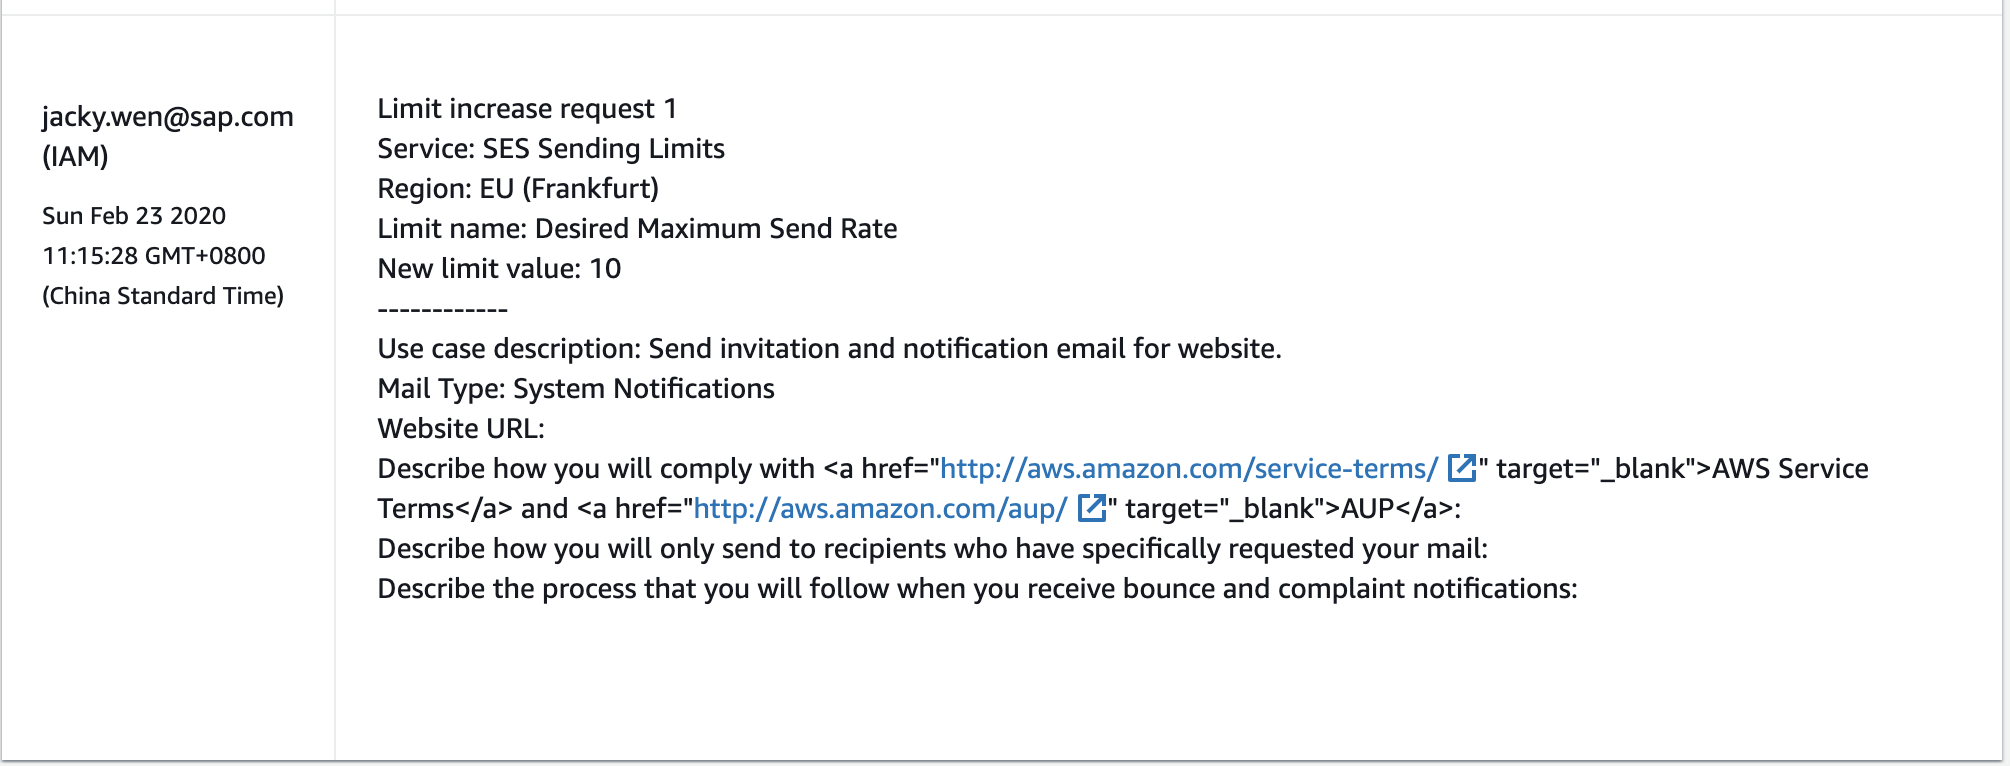 jacky.wen@sap.com
(IAM)
Sun Feb 23 2020
11:15:28 GMT+0800
(China Standard Time)
Limit increase request 1
Service: SES Sending Limits
Region: EU (Frankfurt)
Limit name: Desired Maximum Send Rate
New limit value: 10
------------
Use case description: Send invitation and notification email for website.
Mail Type: System Notifications
Website URL:
Describe how you will comply with <a href="http://aws.amazon.com/service-terms/ " target="_blank">AWS Service
Terms</a> and <a href="http://aws.amazon.com/aup/ " target="_blank">AUP</a>:
Describe how you will only send to recipients who have specifically requested your mail:
Describe the process that you will follow when you receive bounce and complaint notifications: